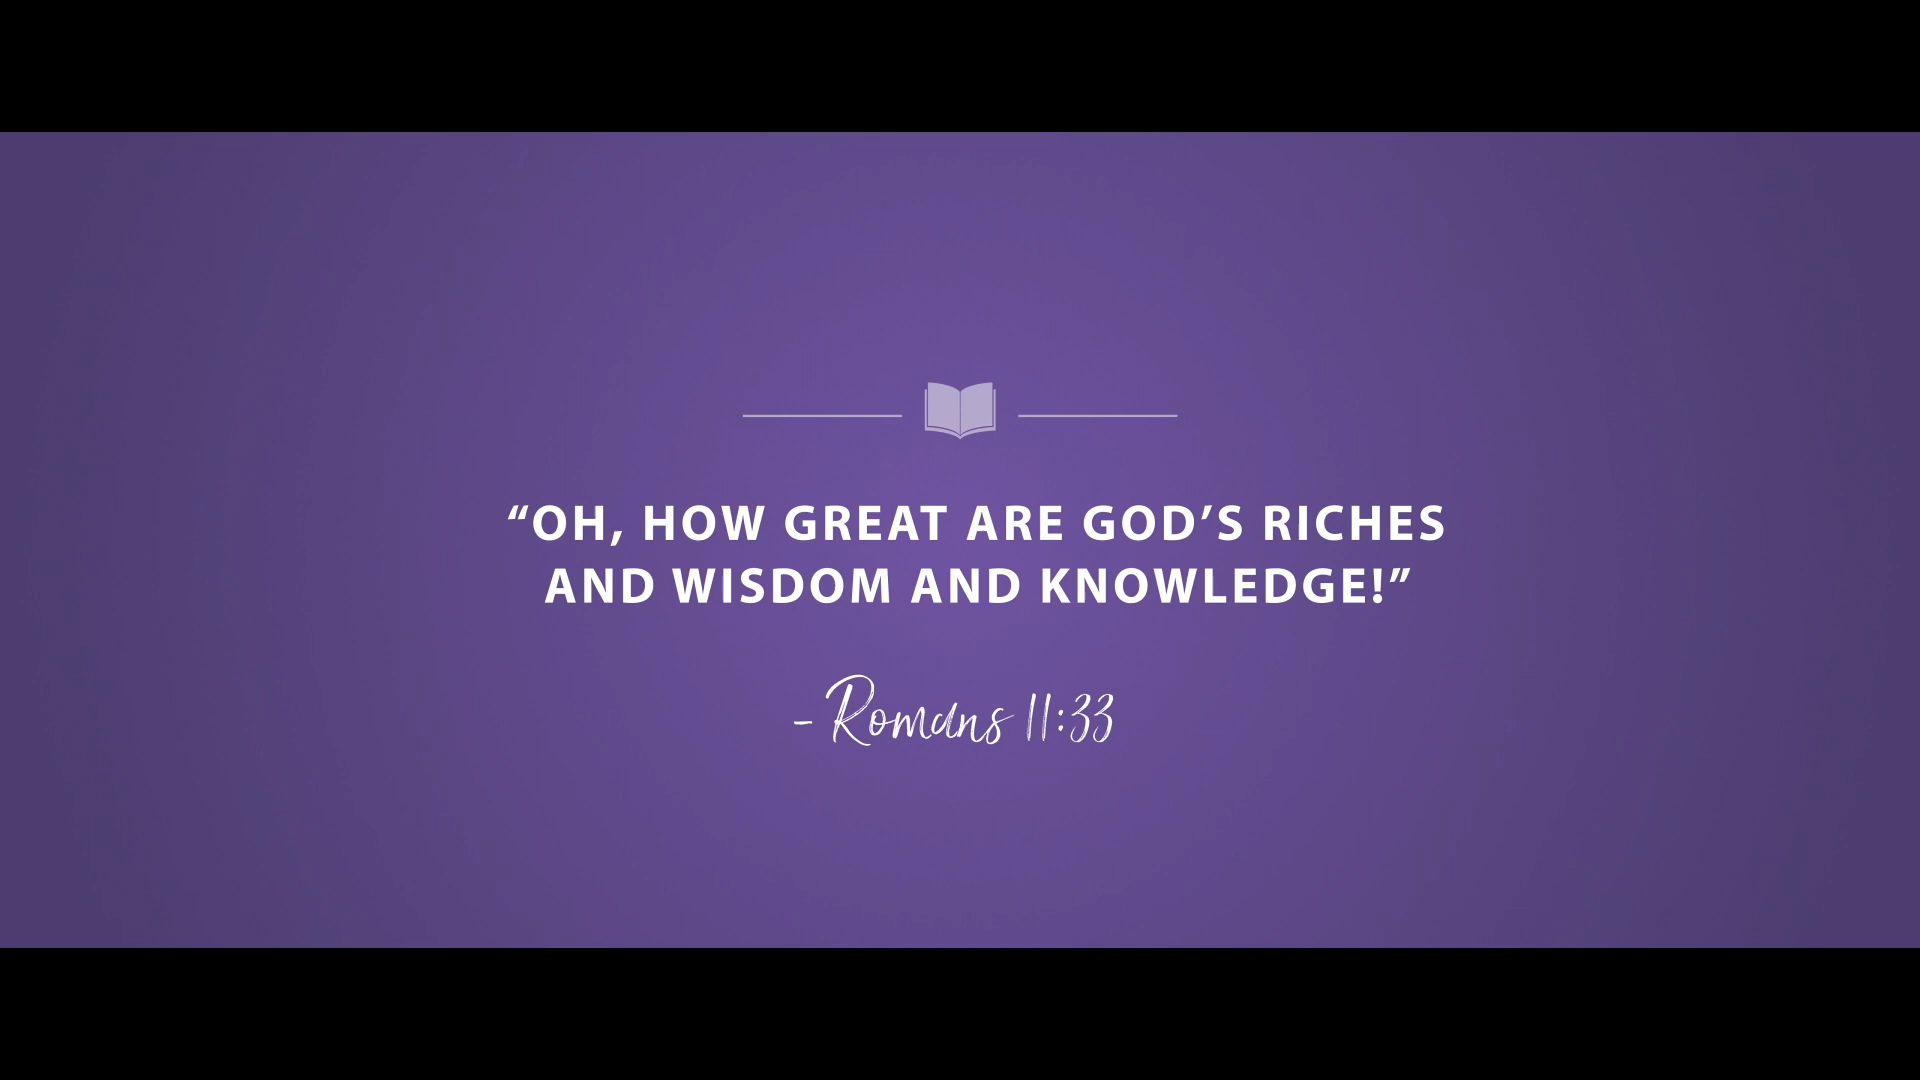 “OH, HOW GREAT ARE GOD’S RICHES
AND WISDOM AND KNOWLEDGE!”
- Romans 11:33